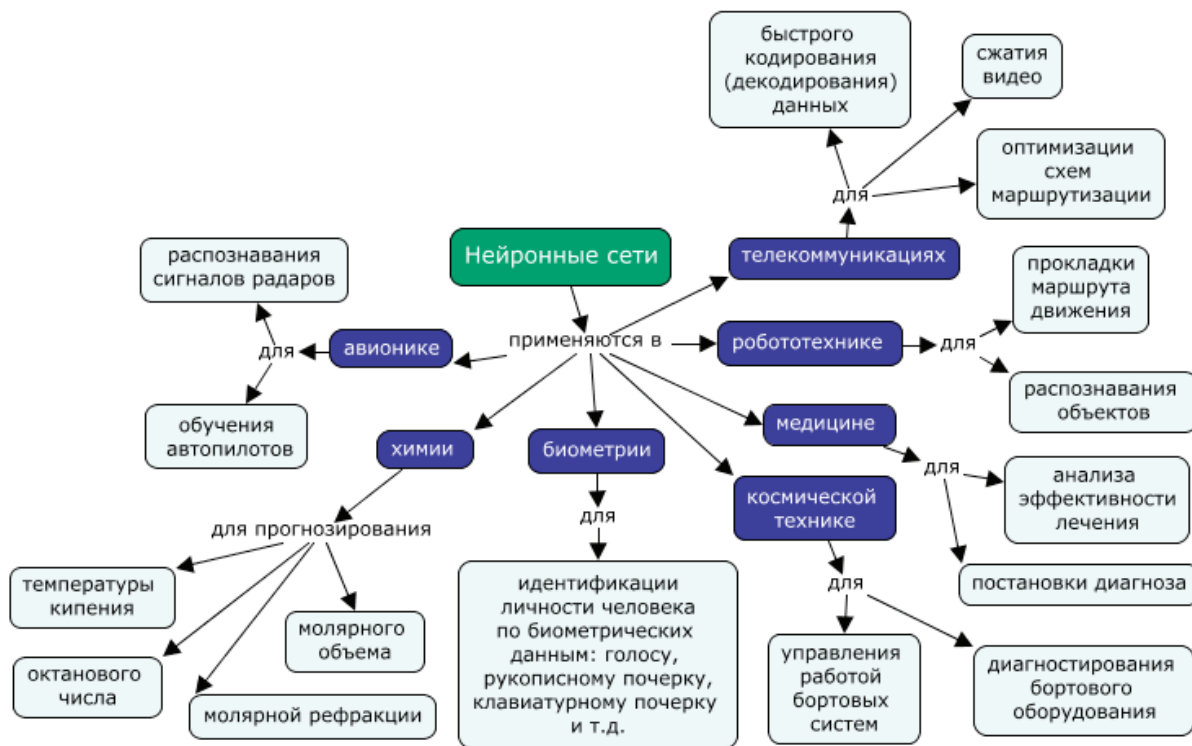 быстрого
кодирования
(декодирования)
данных
сжатия
видео
оптимизации
схем
маршрутизации
для
распознавания
сигналов радаров
Нейронные сети
телекоммуникациях
прокладки
маршрута
движения
для
авионике
применяются в
робототехнике
для
обучения
автопилотов
химии
биометрии
медицине
распознавания
объектов
для
анализа
эффективности
лечения
космической
технике
для прогнозирования
для
для
постановки диагноза
температуры
кипения
молярного
объема
октанового
числа
молярной рефракции
идентификации
личности человека
по биометрических
данным: голосу,
рукописному почерку,
клавиатурному почерку
и т.д.
управления
работой
бортовых
систем
диагностирования
бортового
оборудования